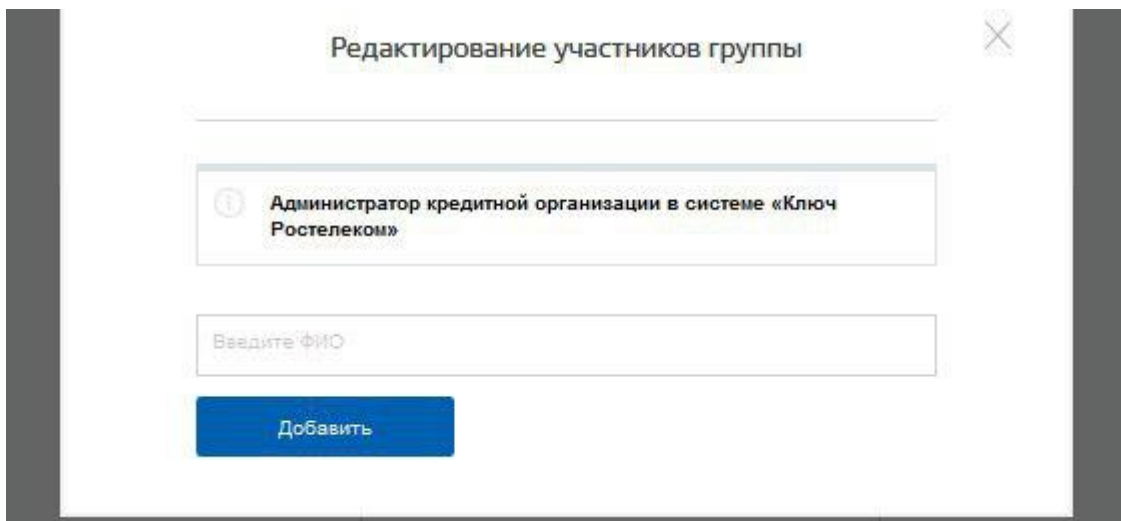 Редактирование участников группы
Администратор кредитной организации в системе «Ключ
Ростелеком»
Введите ФИО
Добавить